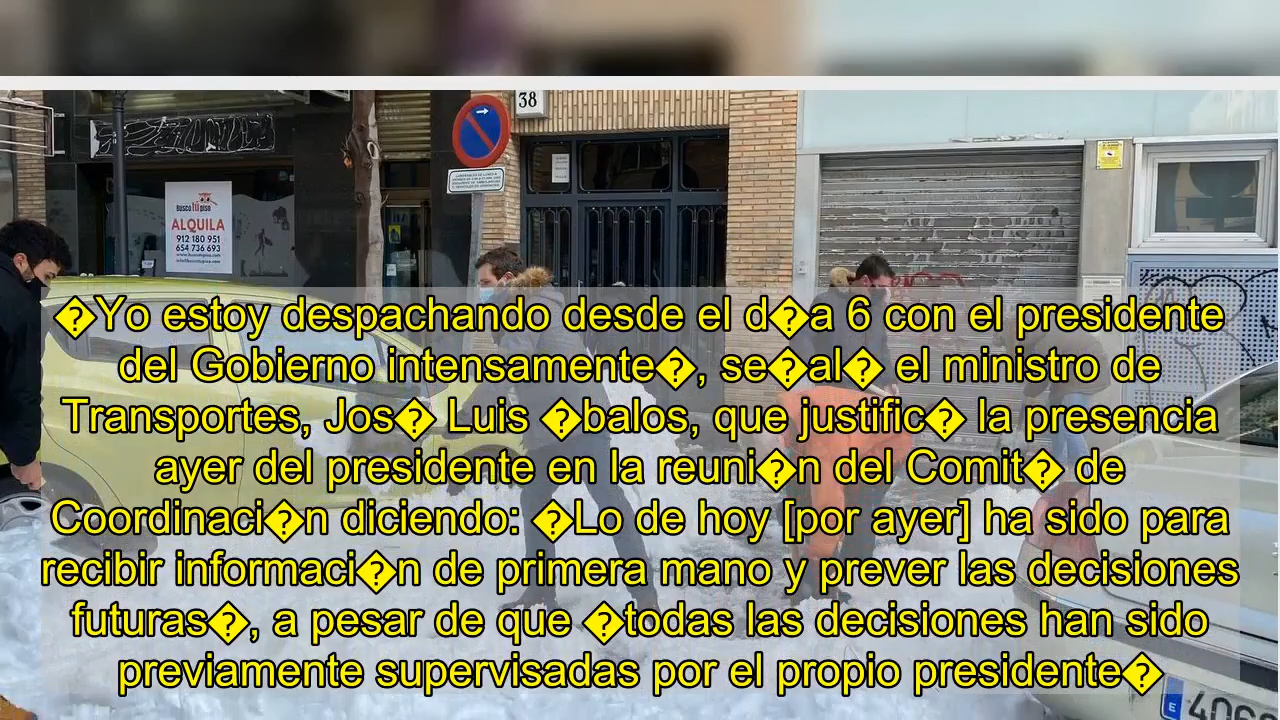 38
Busco tu piso
ALQUILA
912 180 951
654 736 693
�Yo estoy despachando desde el d�a 6 con el presidente
del Gobierno intensamente�, se�al� el ministro de
Transportes, Jos� Luis �balos, que justific� la presencia
ayer del presidente en la reuni�n del Comit� de
Coordinaci�n diciendo: �Lo de hoy [por ayer] ha sido para
recibir informaci�n de primera mano y prever las decisiones
futuras�, a pesar de que �todas las decisiones han sido
previamente supervisadas por el propio presidente�
E